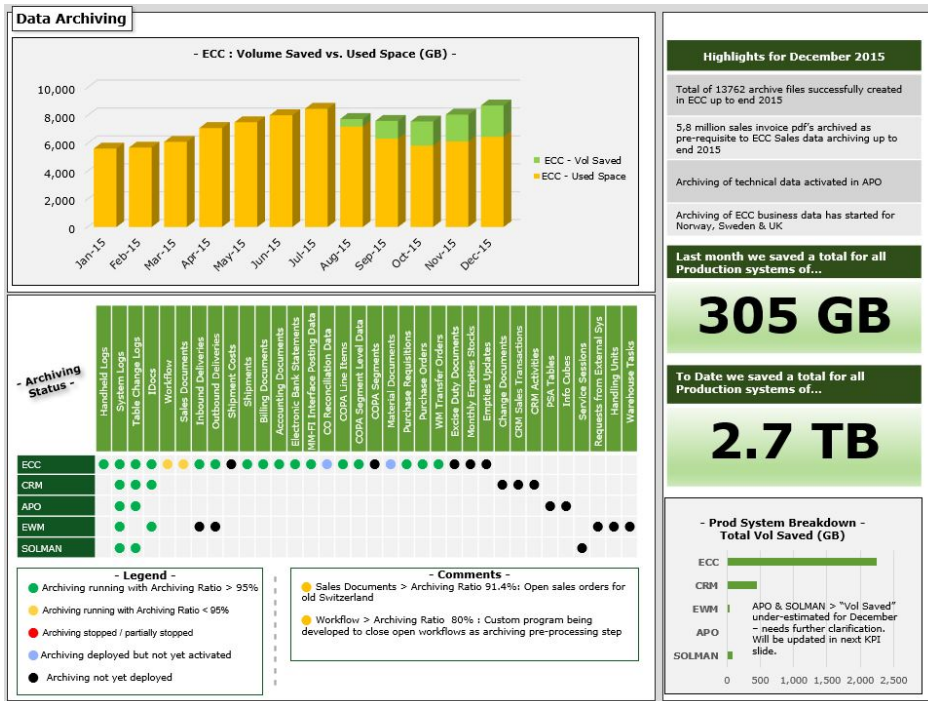 Data Archiving
- ECC : Volume Saved vs. Used Space (GB) -
10,000
8,000
6,000
4,000
2,000
0
Jan-15
Feb-15
Mar-15
Apr-15
May-15
Jun-15
Jul-15
Aug-15
Sep-15
Oct-15
Nov-15
Dec-15
ECC - Vol Saved
ECC - Used Space
Highlights for December 2015
Total of 13762 archive files successfully created
in ECC up to end 2015
5,8 million sales invoice pdf's archived as
pre-requisite to ECC Sales data archiving up to
end 2015
Archiving of technical data activated in APO
Archiving of ECC business data has started for
Norway, Sweden & UK
Last month we saved a total for all
Production systems of...
305 GB
To Date we saved a total for all
Production systems of...
2.7 TB
- Archiving
Status -
Handheld Logs
System Logs
Table Change Logs
IDocs
Workflow
Sales Documents
Inbound Deliveries
Outbound Deliveries
Shipment Costs
Shipments
Billing Documents
Accounting Documents
Electronic Bank Statements
MM-FI Interface Posting Data
CO Reconciliation Data
COPA Line Items
COPA Segment Level Data
COPA Segments
Material Documents
Purchase Requisitions
Purchase Orders
WM Transfer Orders
Excise Duty Documents
Monthly Empties Stocks
Empties Updates
Change Documents
CRM Sales Transactions
CRM Activities
PSA Tables
Info Cubes
Service Sessions
Requests from External Sys
Handling Units
Warehouse Tasks
ECC
CRM
APO
EWM
SOLMAN
- Legend -
Archiving running with Archiving Ratio > 95%
Archiving running with Archiving Ratio < 95%
Archiving stopped / partially stopped
Archiving deployed but not yet activated
Archiving not yet deployed
- Comments -
Sales Documents > Archiving Ratio 91.4%: Open sales orders for
old Switzerland
Workflow > Archiving Ratio 80% : Custom program being
developed to close open workflows as archiving pre-processing step
- Prod System Breakdown -
Total Vol Saved (GB)
ECC
CRM
EWM
APO
SOLMAN
APO & SOLMAN > "Vol Saved"
under-estimated for December
– needs further clarification.
Will be updated in next KPI
slide.
0
500
1,000
1,500
2,000
2,500